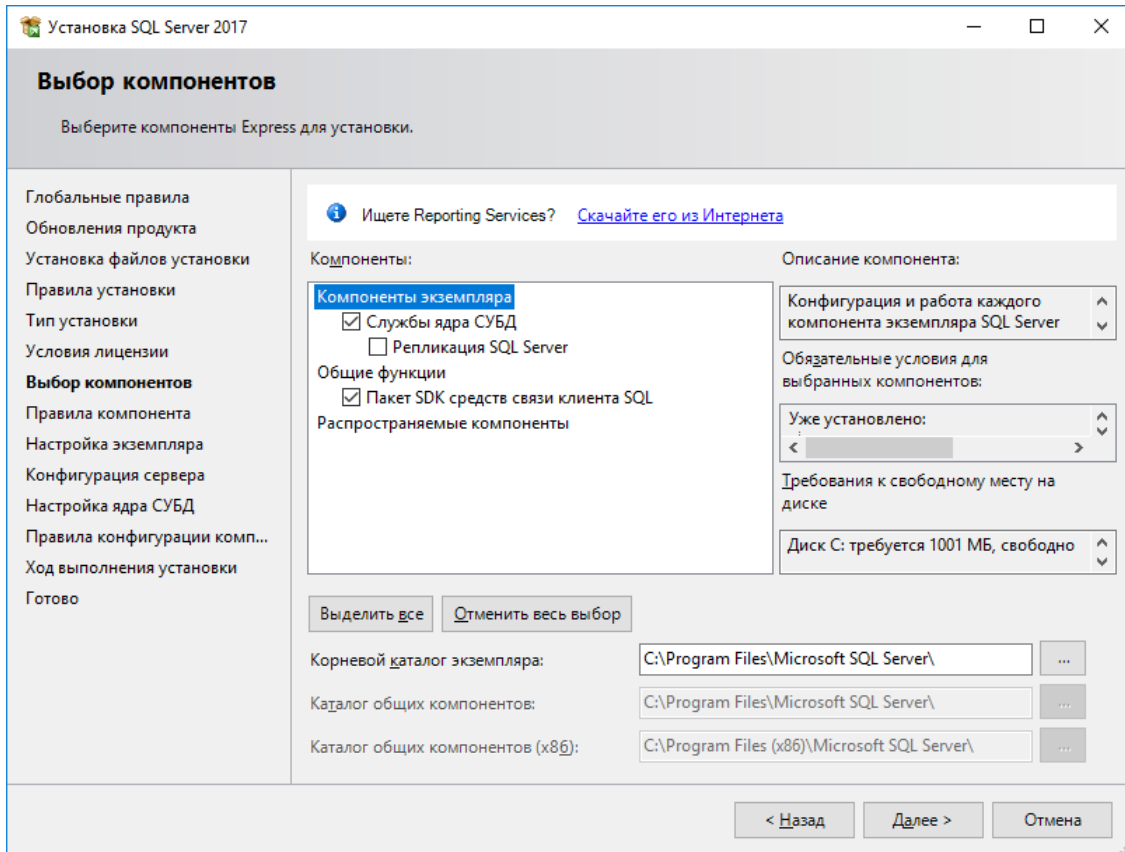 Установка SQL Server 2017
Выбор компонентов
Выберите компоненты Express для установки.
Глобальные правила
Обновления продукта
Установка файлов установки
Правила установки
Тип установки
Условия лицензии
Выбор компонентов
Правила компонента
Настройка экземпляра
Конфигурация сервера
Настройка ядра СУБД
Правила конфигурации комп...
Ход выполнения установки
Готово
Ищете Reporting Services? Скачайте его из Интернета
Компоненты:
Компоненты экземпляра
Службы ядра СУБД
Репликация SQL Server
Общие функции
Пакет SDK средств связи клиента SQL
Распространяемые компоненты
Описание компонента:
Конфигурация и работа каждого
компонента экземпляра SQL Server
Обязательные условия для
выбранных компонентов:
Уже установлено:
Требования к свободному месту на
диске
Диск C: требуется 1001 МБ, свободно
Выделить все
Отменить весь выбор
Корневой каталог экземпляра:
C:\Program Files\Microsoft SQL Server\
...
Каталог общих компонентов:
C:\Program Files\Microsoft SQL Server\
...
Каталог общих компонентов (x86):
C:\Program Files (x86)\Microsoft SQL Server\
...
< Назад
Далее >
Отмена